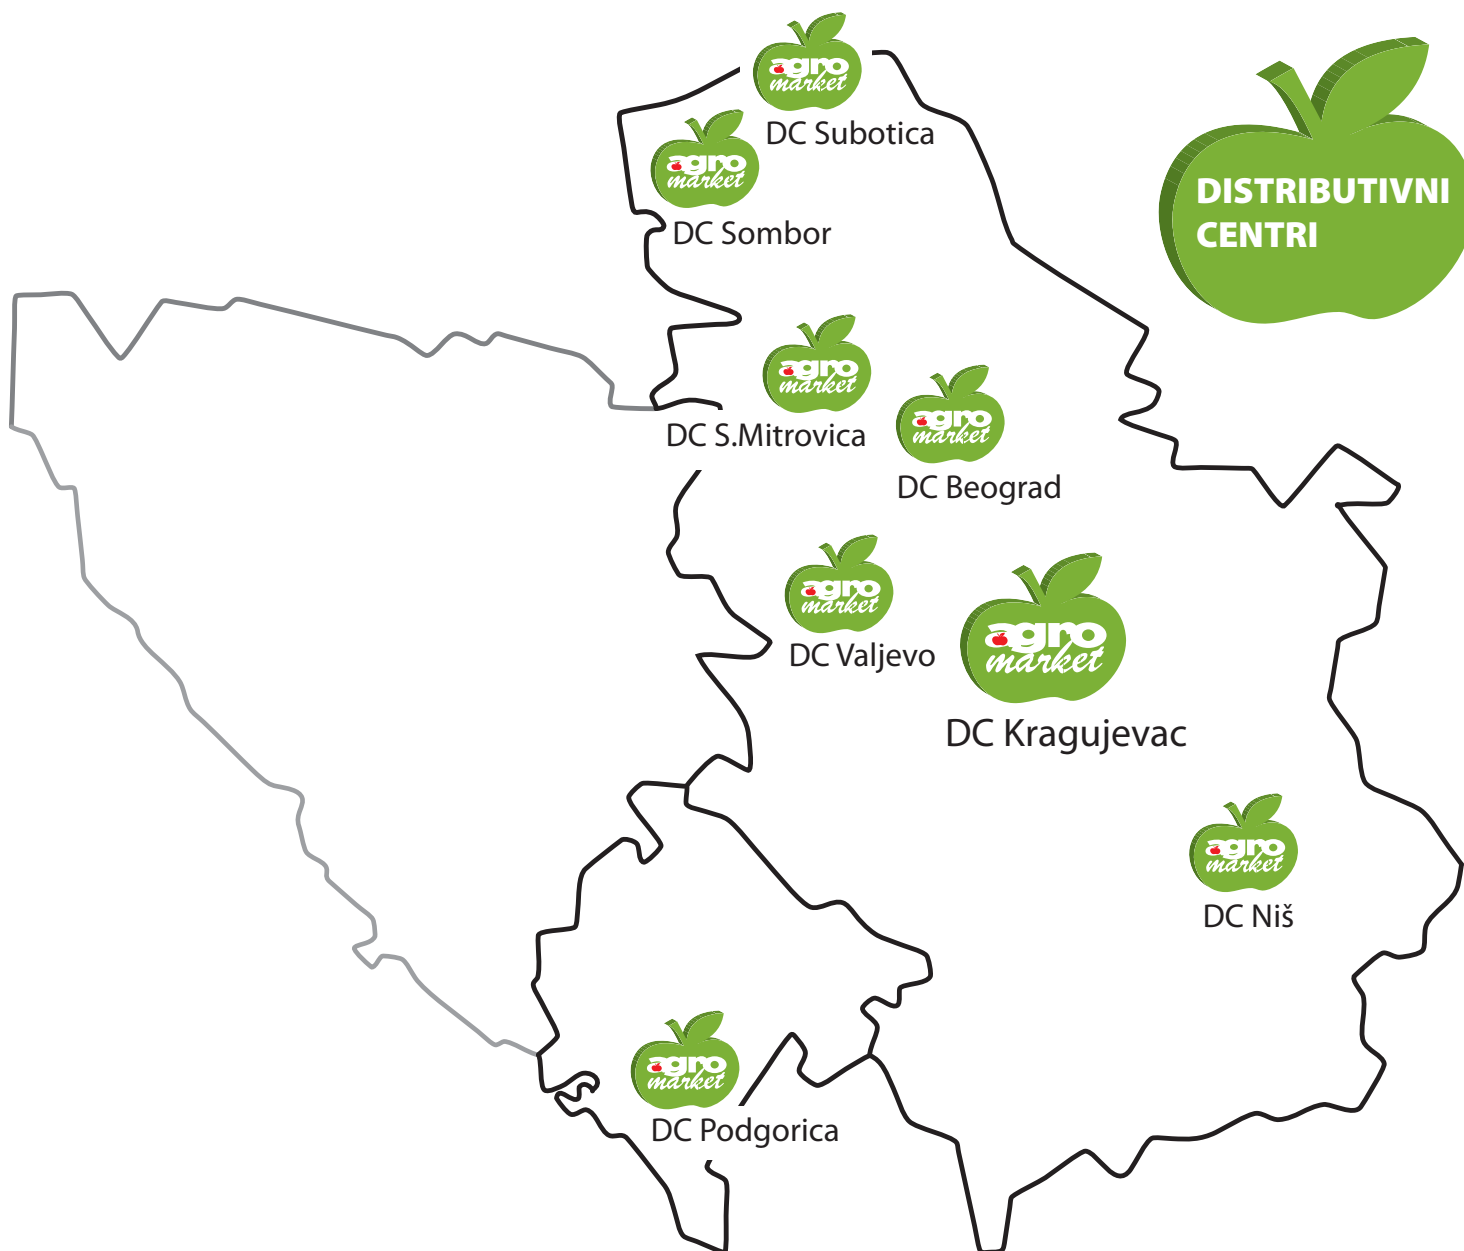 agro
market
DC Subotica
DISTRIBUTIVNI
CENTRI
agro
market
DC Sombor
agro
market
DC S.Mitrovica
agro
market
DC Beograd
agro
market
DC Valjevo
agro
market
DC Kragujevac
agro
market
DC Niš
agro
market
DC Podgorica